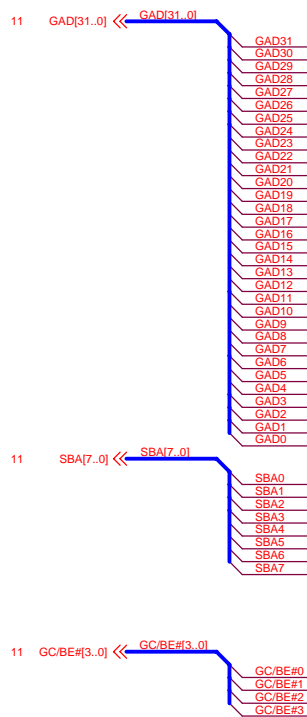 11 GAD[31..0] GAD[31..0]
GAD31
GAD30
GAD29
GAD28
GAD27
GAD26
GAD25
GAD24
GAD23
GAD22
GAD21
GAD20
GAD19
GAD18
GAD17
GAD16
GAD15
GAD14
GAD13
GAD12
GAD11
GAD10
GAD9
GAD8
GAD7
GAD6
GAD5
GAD4
GAD3
GAD2
GAD1
GAD0
11 SBA[7..0] SBA[7..0]
SBA0
SBA1
SBA2
SBA3
SBA4
SBA5
SBA6
SBA7
11 GC/BE#[3..0] GC/BE#[3..0]
GC/BE#0
GC/BE#1
GC/BE#2
GC/BE#3